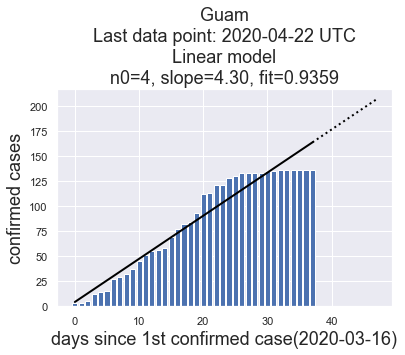 Guam
Last data point: 2020-04-22 UTC
Linear model
n0=4, slope=4.30, fit=0.9359
200
175
150
125
100
75
50
25
0
confirmed cases
0 10 20 30 40
days since 1st confirmed case(2020-03-16)